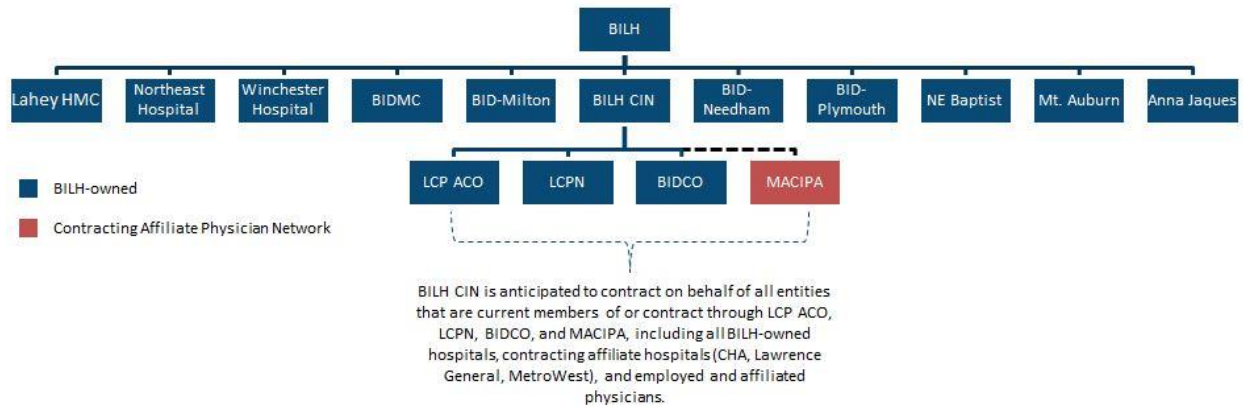 BILH
Lahey HMC
Northeast
Hospital
Winchester
Hospital
BIDMC
BID-Milton
BILH CIN
BID-
Needham
BID-
Plymouth
NE Baptist
Mt. Auburn
Anna Jaques
LCP ACO
LCPN
BIDCO
MACIPA
BILH-owned
Contracting Affiliate Physician Network
BILH CIN is anticipated to contract on behalf of all entities
that are current members of or contract through LCP ACO,
LCPN, BIDCO, and MACIPA, including all BILH-owned
hospitals, contracting affiliate hospitals (CHA, Lawrence
General, MetroWest), and employed and affiliated
physicians.